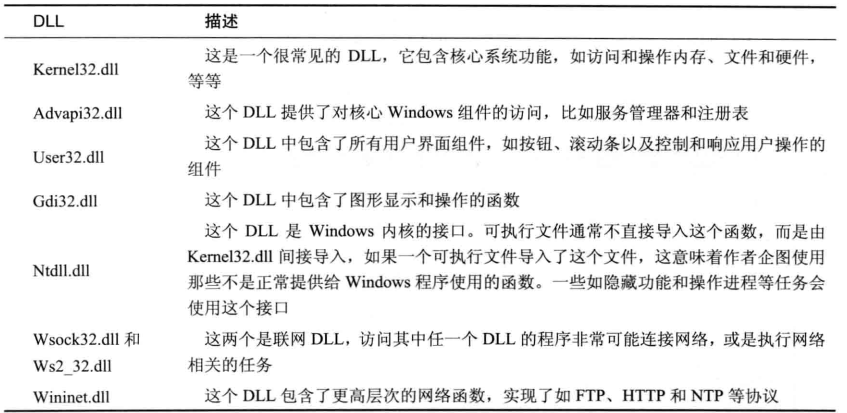 DLL 描述
Kernel32.dll 这是一个很常见的 DLL，它包含核心系统功能，如访问和操作内存、文件和硬件，
等等
Advapi32.dll 这个 DLL 提供了对核心 Windows 组件的访问，比如服务管理器和注册表
User32.dll 这个 DLL 中包含了所有用户界面组件，如按钮、滚动条以及控制和响应用户操作的
组件
Gdi32.dll 这个 DLL 中包含了图形显示和操作的函数
Ntdll.dll 这个 DLL 是 Windows 内核的接口。可执行文件通常不直接导入这个函数，而是由
Kernel32.dll 间接导入，如果一个可执行文件导入了这个文件，这意味着作者企图使用
那些不是正常提供给 Windows 程序使用的函数。一些如隐藏功能和操作进程等任务会
使用这个接口
Wsock32.dll 和 这两个是联网 DLL，访问其中任一个 DLL 的程序非常可能连接网络，或是执行网络
Ws2_32.dll 相关的任务
Wininet.dll 这个 DLL 包含了更高层次的网络函数，实现了如 FTP、HTTP 和 NTP 等协议